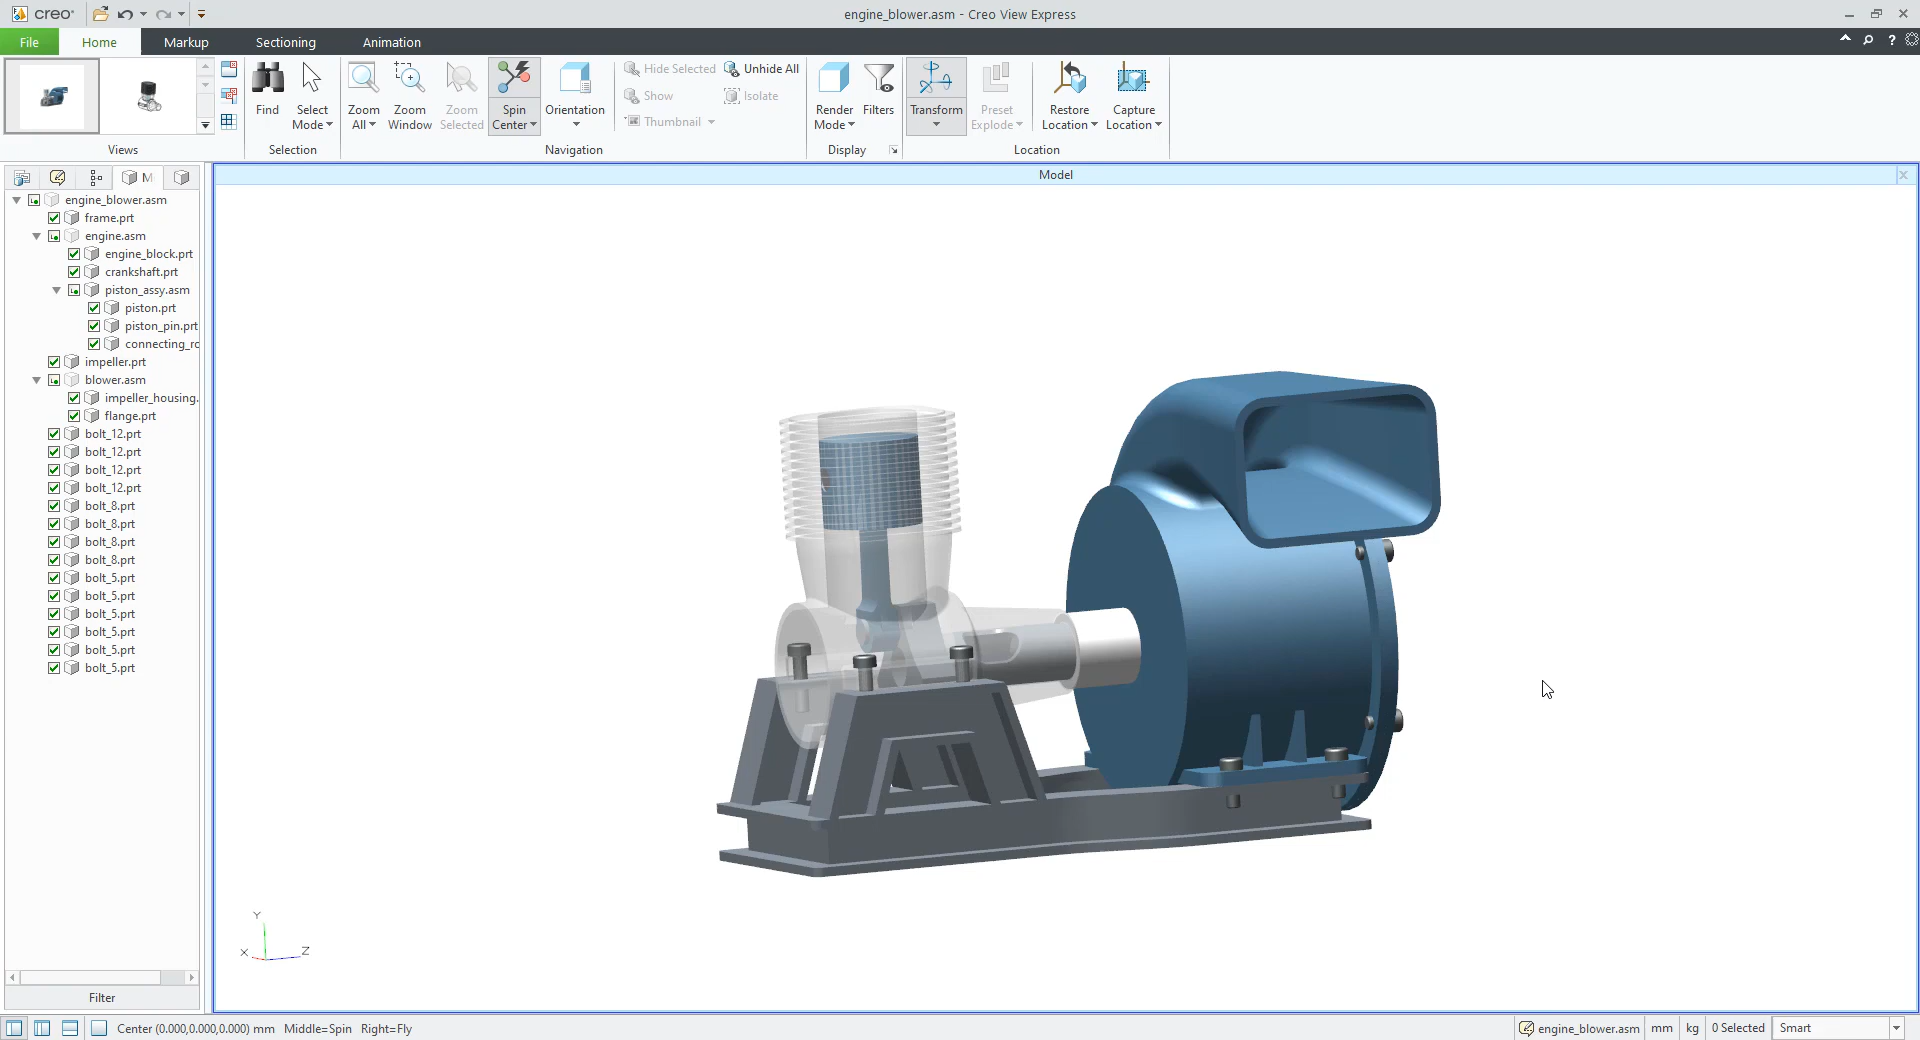 creo
engine_blower.asm - Creo View Express
File
Home
Markup
Sectioning
Animation
?
Find
Select
Mode
Zoom
All
Zoom
Window
Zoom
Selected
Spin
Center
Orientation
Hide Selected
Show
Thumbnail
Unhide All
Isolate
Render
Mode
Filters
Transform
Preset
Explode
Restore
Location
Capture
Location
Views
Selection
Navigation
Display
Location
M
Model
engine_blower.asm
frame.prt
engine.asm
engine_block.prt
crankshaft.prt
piston_assy.asm
piston.prt
piston_pin.prt
connecting_ro
impeller.prt
blower.asm
impeller_housing.
flange.prt
bolt_12.prt
bolt_12.prt
bolt_12.prt
bolt_12.prt
bolt_8.prt
bolt_8.prt
bolt_8.prt
bolt_8.prt
bolt_5.prt
bolt_5.prt
bolt_5.prt
bolt_5.prt
bolt_5.prt
bolt_5.prt
Y
X
Z
Filter
Center (0.000,0.000,0.000) mm Middle=Spin Right=Fly
engine_blower.asm
mm
kg
0 Selected
Smart